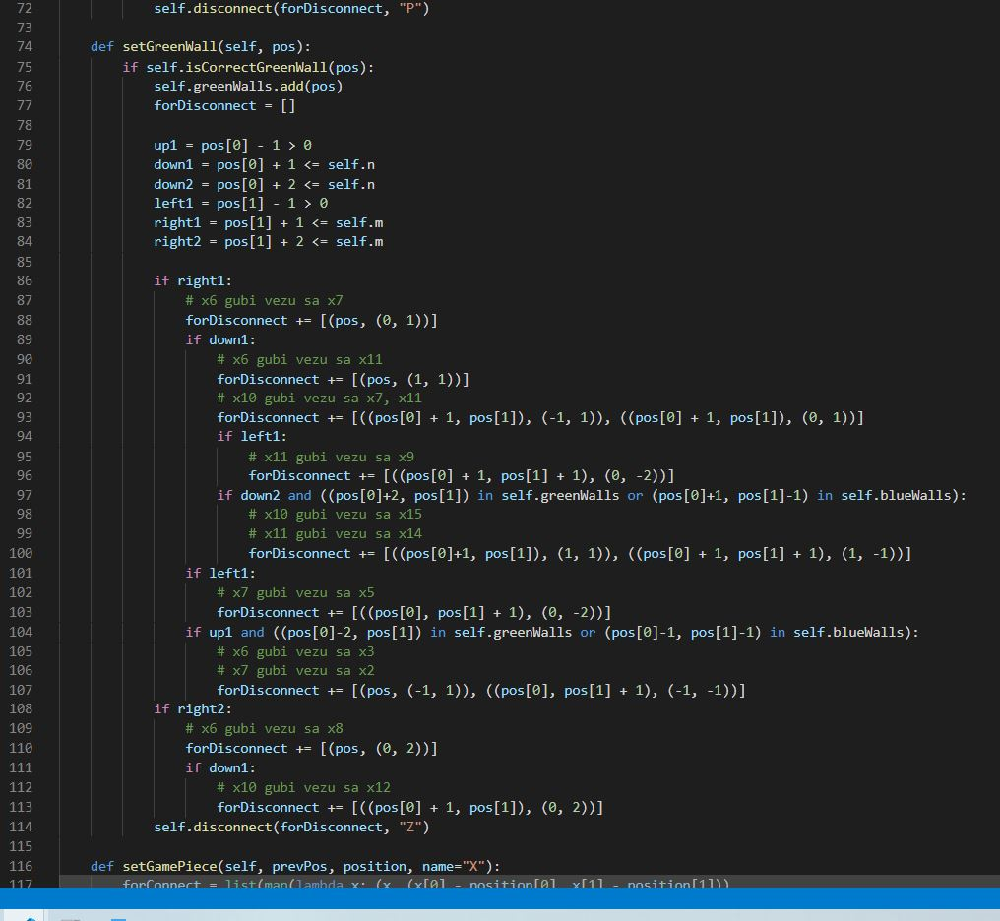 72 self.disconnect(forDisconnect, "P")
73
74 def setGreenWall(self, pos):
75 if self.isCorrectGreenWall(pos):
76 self.greenWalls.add(pos)
77 forDisconnect = []
78
79 up1 = pos[0] - 1 > 0
80 down1 = pos[0] + 1 <= self.n
81 down2 = pos[0] + 2 <= self.n
82 left1 = pos[1] - 1 > 0
83 right1 = pos[1] + 1 <= self.m
84 right2 = pos[1] + 2 <= self.m
85
86 if right1:
87 # x6 gubi vezu sa x7
88 forDisconnect += [(pos, (0, 1))]
89 if down1:
90 # x6 gubi vezu sa x11
91 forDisconnect += [(pos, (1, 1))]
92 # x10 gubi vezu sa x7, x11
93 forDisconnect += [((pos[0] + 1, pos[1]), (-1, 1)), ((pos[0] + 1, pos[1]), (0, 1))]
94 if left1:
95 # x11 gubi vezu sa x9
96 forDisconnect += [((pos[0] + 1, pos[1] + 1), (0, -2))]
97 if down2 and ((pos[0]+2, pos[1]) in self.greenWalls or (pos[0]+1, pos[1]-1) in self.blueWalls):
98 # x10 gubi vezu sa x15
99 # x11 gubi vezu sa x14
100 forDisconnect += [((pos[0]+1, pos[1]), (1, 1)), ((pos[0] + 1, pos[1] + 1), (1, -1))]
101 if left1:
102 # x7 gubi vezu sa x5
103 forDisconnect += [((pos[0], pos[1] + 1), (0, -2))]
104 if up1 and ((pos[0]-2, pos[1]) in self.greenWalls or (pos[0]-1, pos[1]-1) in self.blueWalls):
105 # x6 gubi vezu sa x3
106 # x7 gubi vezu sa x2
107 forDisconnect += [(pos, (-1, 1)), ((pos[0], pos[1] + 1), (-1, -1))]
108 if right2:
109 # x6 gubi vezu sa x8
110 forDisconnect += [(pos, (0, 2))]
111 if down1:
112 # x10 gubi vezu sa x12
113 forDisconnect += [((pos[0] + 1, pos[1]), (0, 2))]
114 self.disconnect(forDisconnect, "Z")
115
116 def setGamePiece(self, prevPos, position, name="X"):
117 forConnect = list(map(lambda x: (x, (x[0] - position[0], x[1] - position[1]))